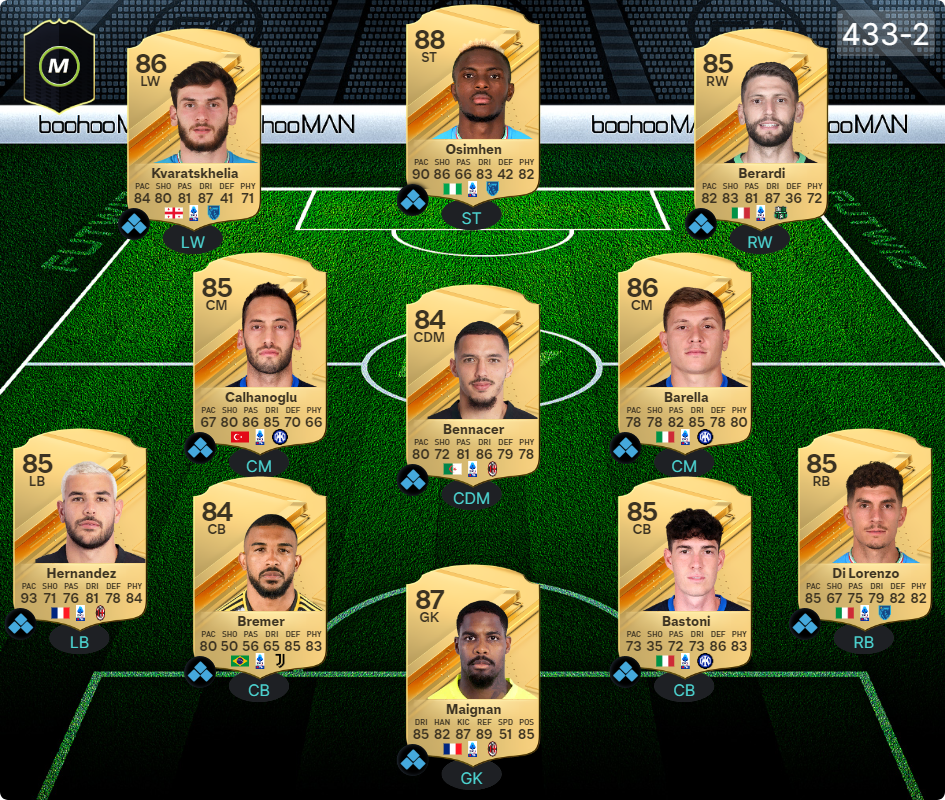 433-2
M
boohooM
hooMAN
boohooMA
ooMAN
86
LW
Kvaratskhelia
PAC SHO PAS DRI DEF PHY
84 80 81 87 41 71
LW
88
ST
Osimhen
PAC SHO PAS DRI DEF PHY
90 86 66 83 42 82
ST
85
RW
Berardi
PAC SHO PAS DRI DEF PHY
82 83 81 87 36 72
RW
85
CM
Calhanoglu
PAC SHO PAS DRI DEF PHY
67 80 86 85 70 66
CM
84
CDM
Bennacer
PAC SHO PAS DRI DEF PHY
80 72 81 86 79 78
CDM
86
CM
Barella
PAC SHO PAS DRI DEF PHY
78 78 82 85 78 80
CM
85
LB
Hernandez
PAC SHO PAS DRI DEF PHY
93 71 76 81 78 84
LB
84
CB
Bremer
PAC SHO PAS DRI DEF PHY
80 50 56 65 85 83
CB
87
GK
Maignan
DRI HAN KIC REF SPD POS
85 82 87 89 51 85
GK
85
CB
Bastoni
PAC SHO PAS DRI DEF PHY
73 35 72 73 86 83
CB
85
RB
Di Lorenzo
PAC SHO PAS DRI DEF PHY
85 67 75 79 82 82
RB